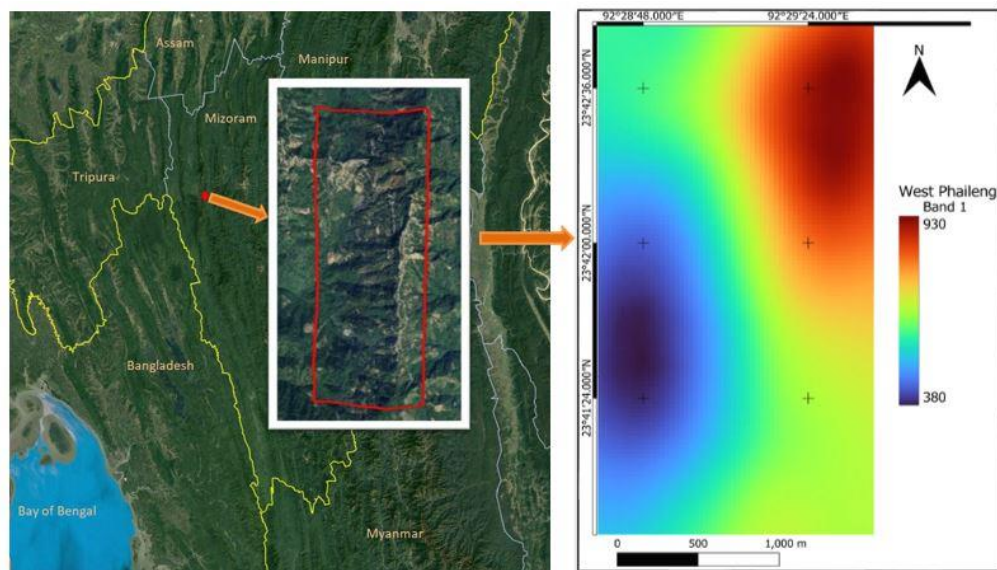 Assam
Manipur
Mizoram
Tripura
Bangladesh
Bay of Bengal
Myanmar
92°28'48.000"E
92°29'24.000"E
23°42'36.000"N
23°42'00.000"N
23°41'24.000"N
N
West Phaileng
Band 1
930
380
0
500
1,000 m